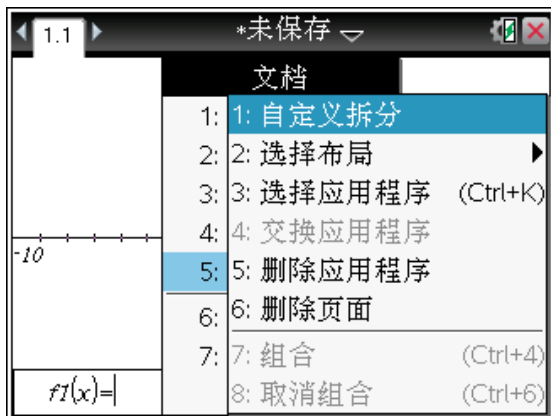 1.1 *未保存
文档
1: 1: 自定义拆分
2: 2: 选择布局
3: 3: 选择应用程序 (Ctrl+K)
4: 4: 交换应用程序
-10
5: 5: 删除应用程序
6: 6: 删除页面
7: 7: 组合 (Ctrl+4)
f1(x)= 8: 取消组合 (Ctrl+6)